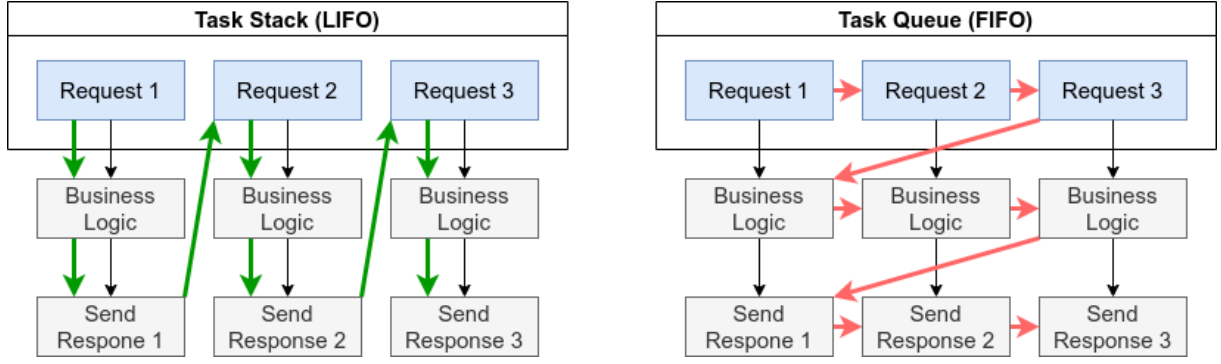 Task Stack (LIFO)
Request 1
Request 2
Request 3
Business
Logic
Business
Logic
Business
Logic
Send
Respone 1
Send
Response 2
Send
Response 3
Task Queue (FIFO)
Request 1
Request 2
Request 3
Business
Logic
Business
Logic
Business
Logic
Send
Respone 1
Send
Response 2
Send
Response 3